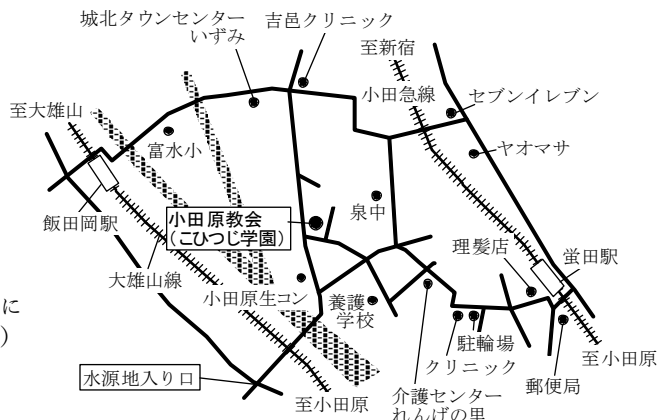 城北タウンセンター
いずみ
吉邑クリニック
至新宿
至大雄山
小田急線
セブンイレブン
富水小
ヤオマサ
飯田岡駅
小田原教会
(こひつじ学園)
泉中
理髪店
蛍田駅
大雄山線
小田原生コン
養護
学校
に
)
駐輪場
クリニック
至小田原
水源地入り口
至小田原
介護センター
れんげの里
郵便局